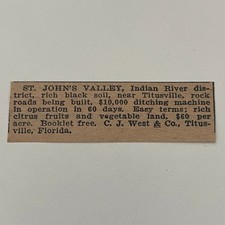 ST. JOHN'S VALLEY, Indian River dis-
trict, rich black soil, near Titusville, rock
roads being built, $10,000 ditching machine
in operation in 60 days. Easy terms; rich
citrus fruits and vegetable land, $60 per
acre. Booklet free. C. J. West & Co., Titus-
ville, Florida.